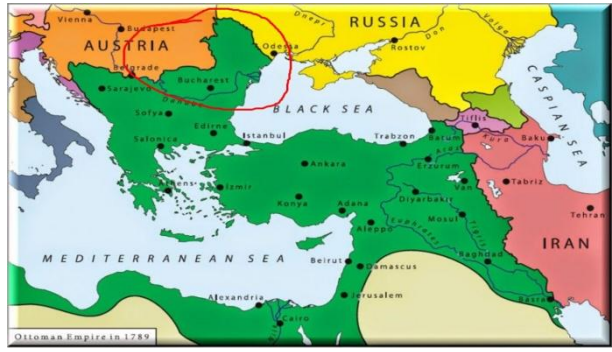 Vienna
Budapest
AUSTRIA
Belgrade
Sarajevo
Bucharest
Danube
Sofya
Salonica
Edirne
Istanbul
Athens
Izmir
Odessa
Dnepr
RUSSIA
Rostov
Don
Volga
BLACK SEA
CASPIAN SEA
Tiflis
Kura
Baku
Trabzon
Batum
Aras
Erzurum
Ankara
Konya
Adana
Aleppo
Diyarbakir
Van
Mosul
Tabriz
Tehran
IRAN
Euphrates
Tigris
Baghdad
Basra
MEDITERRANEAN SEA
Beirut
Damascus
Jerusalem
Alexandria
Cairo
Ottoman Empire in 1789